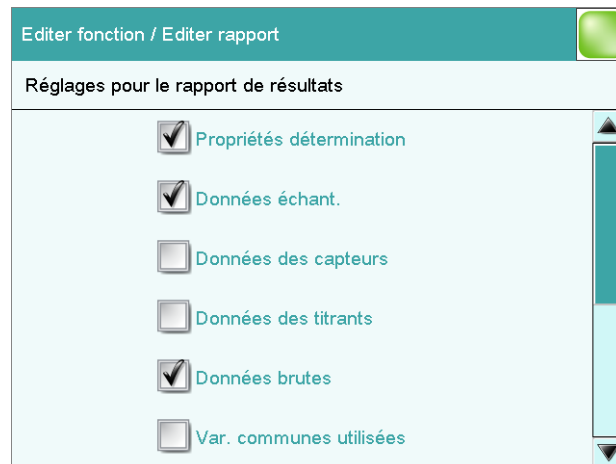 Editer fonction / Editer rapport
Réglages pour le rapport de résultats
Propriétés détermination
Données échant.
Données des capteurs
Données des titrants
Données brutes
Var. communes utilisées